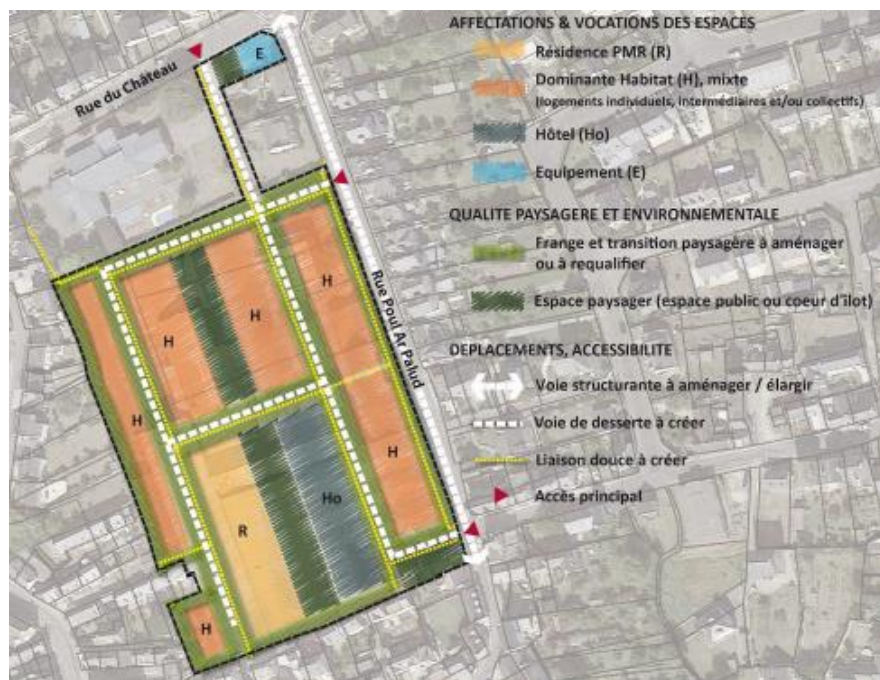 AFFECTATIONS & VOCATIONS DES ESPACES
Résidence PMR (R)
Dominante Habitat (H), mixte
(logements individuels, intermédiaires et/ou collectifs)
Hôtel (Ho)
Equipement (E)
QUALITE PAYSAGERE ET ENVIRONNEMENTALE
Frange et transition paysagère à aménager
ou à requalifier
Espace paysager (espace public ou coeur d'îlot)
DEPLACEMENTS, ACCESSIBILITE
Voie structurante à aménager / élargir
Voie de desserte à créer
Liaison douce à créer
Accès principal
Rue du Château
E
Rue Poul Ar Palud
H
H
H
H
H
R
Ho
H